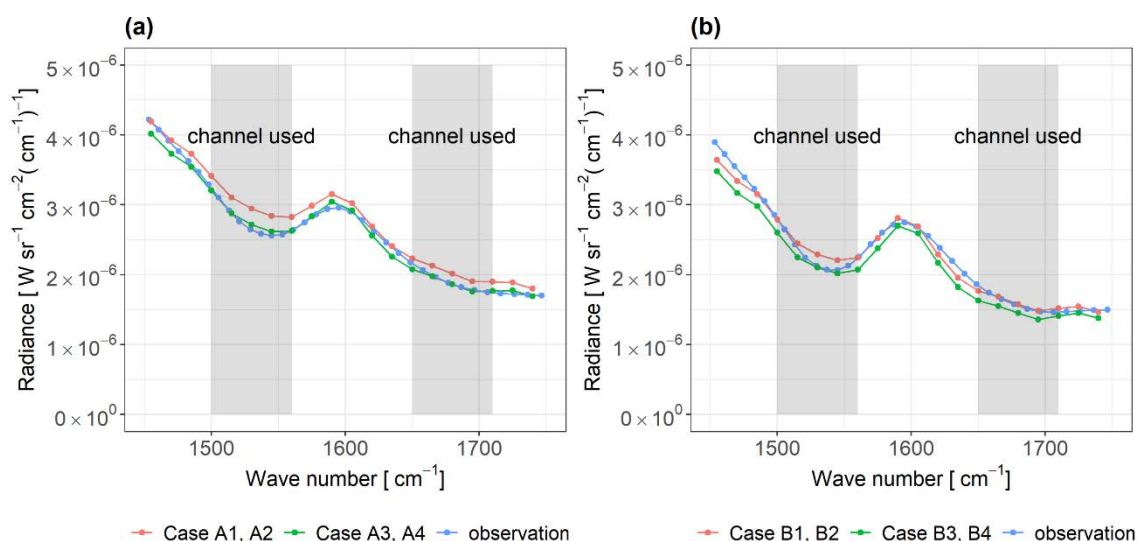 (a)
Radiance [ W sr⁻¹ cm⁻²( cm⁻¹)⁻¹]
5 × 10⁻⁶
4 × 10⁻⁶
3 × 10⁻⁶
2 × 10⁻⁶
1 × 10⁻⁶
0 × 10⁰
channel used channel used
1500 1600 1700
Wave number [ cm⁻¹]
Case A1, A2 Case A3, A4 observation
(b)
Radiance [ W sr⁻¹ cm⁻²( cm⁻¹)⁻¹]
5 × 10⁻⁶
4 × 10⁻⁶
3 × 10⁻⁶
2 × 10⁻⁶
1 × 10⁻⁶
0 × 10⁰
channel used channel used
1500 1600 1700
Wave number [ cm⁻¹]
Case B1, B2 Case B3, B4 observation